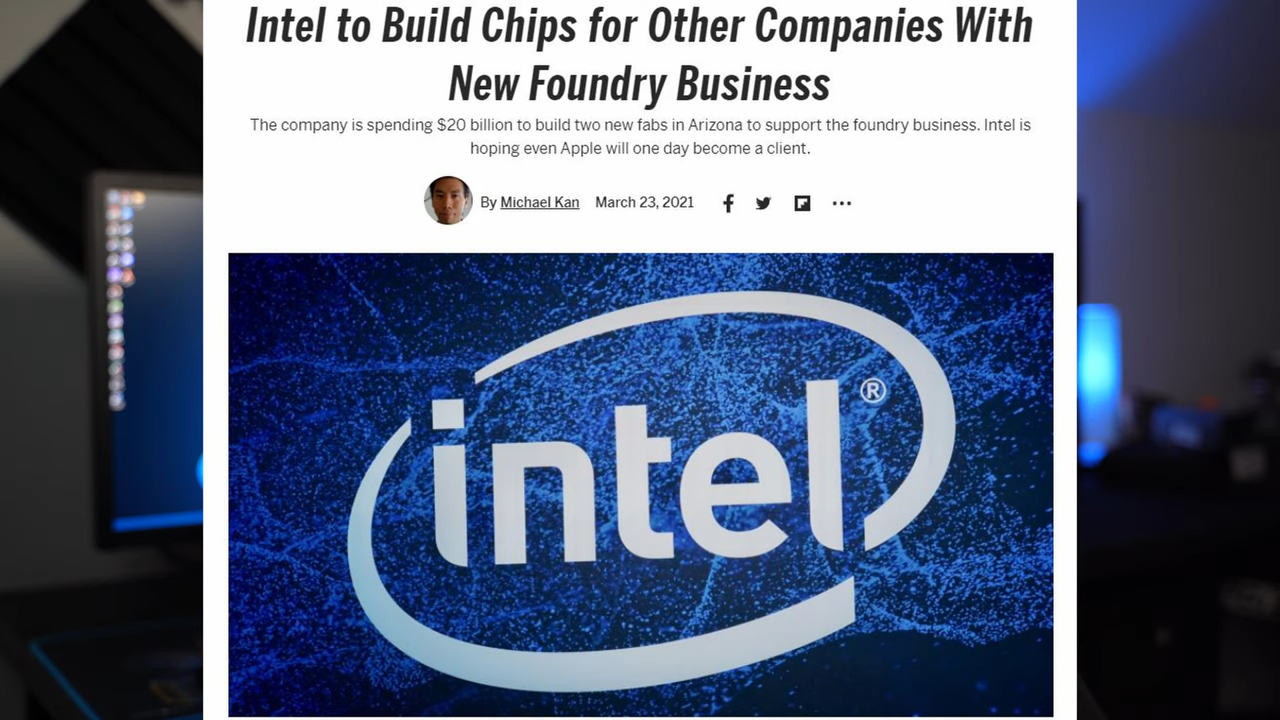 Intel to Build Chips for Other Companies With
New Foundry Business
The company is spending $20 billion to build two new fabs in Arizona to support the foundry business. Intel is
hoping even Apple will one day become a client.
By Michael Kan March 23, 2021
intel®